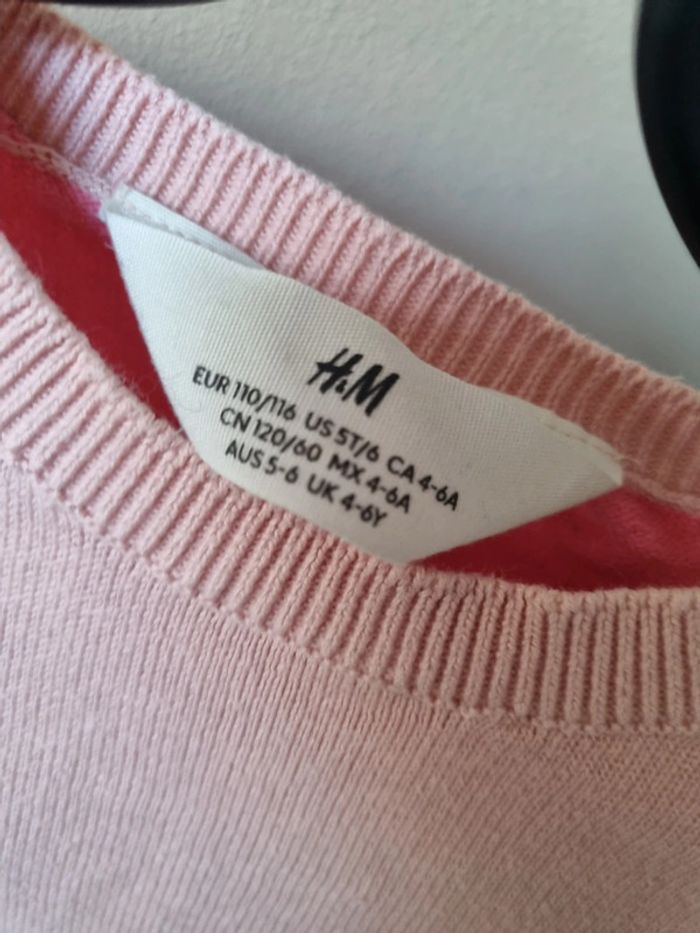 H&M
EUR 110/116 US 5T/6 CA 4-6A
CN 120/60 MX 4-6A
AUS 5-6 UK 4-6Y